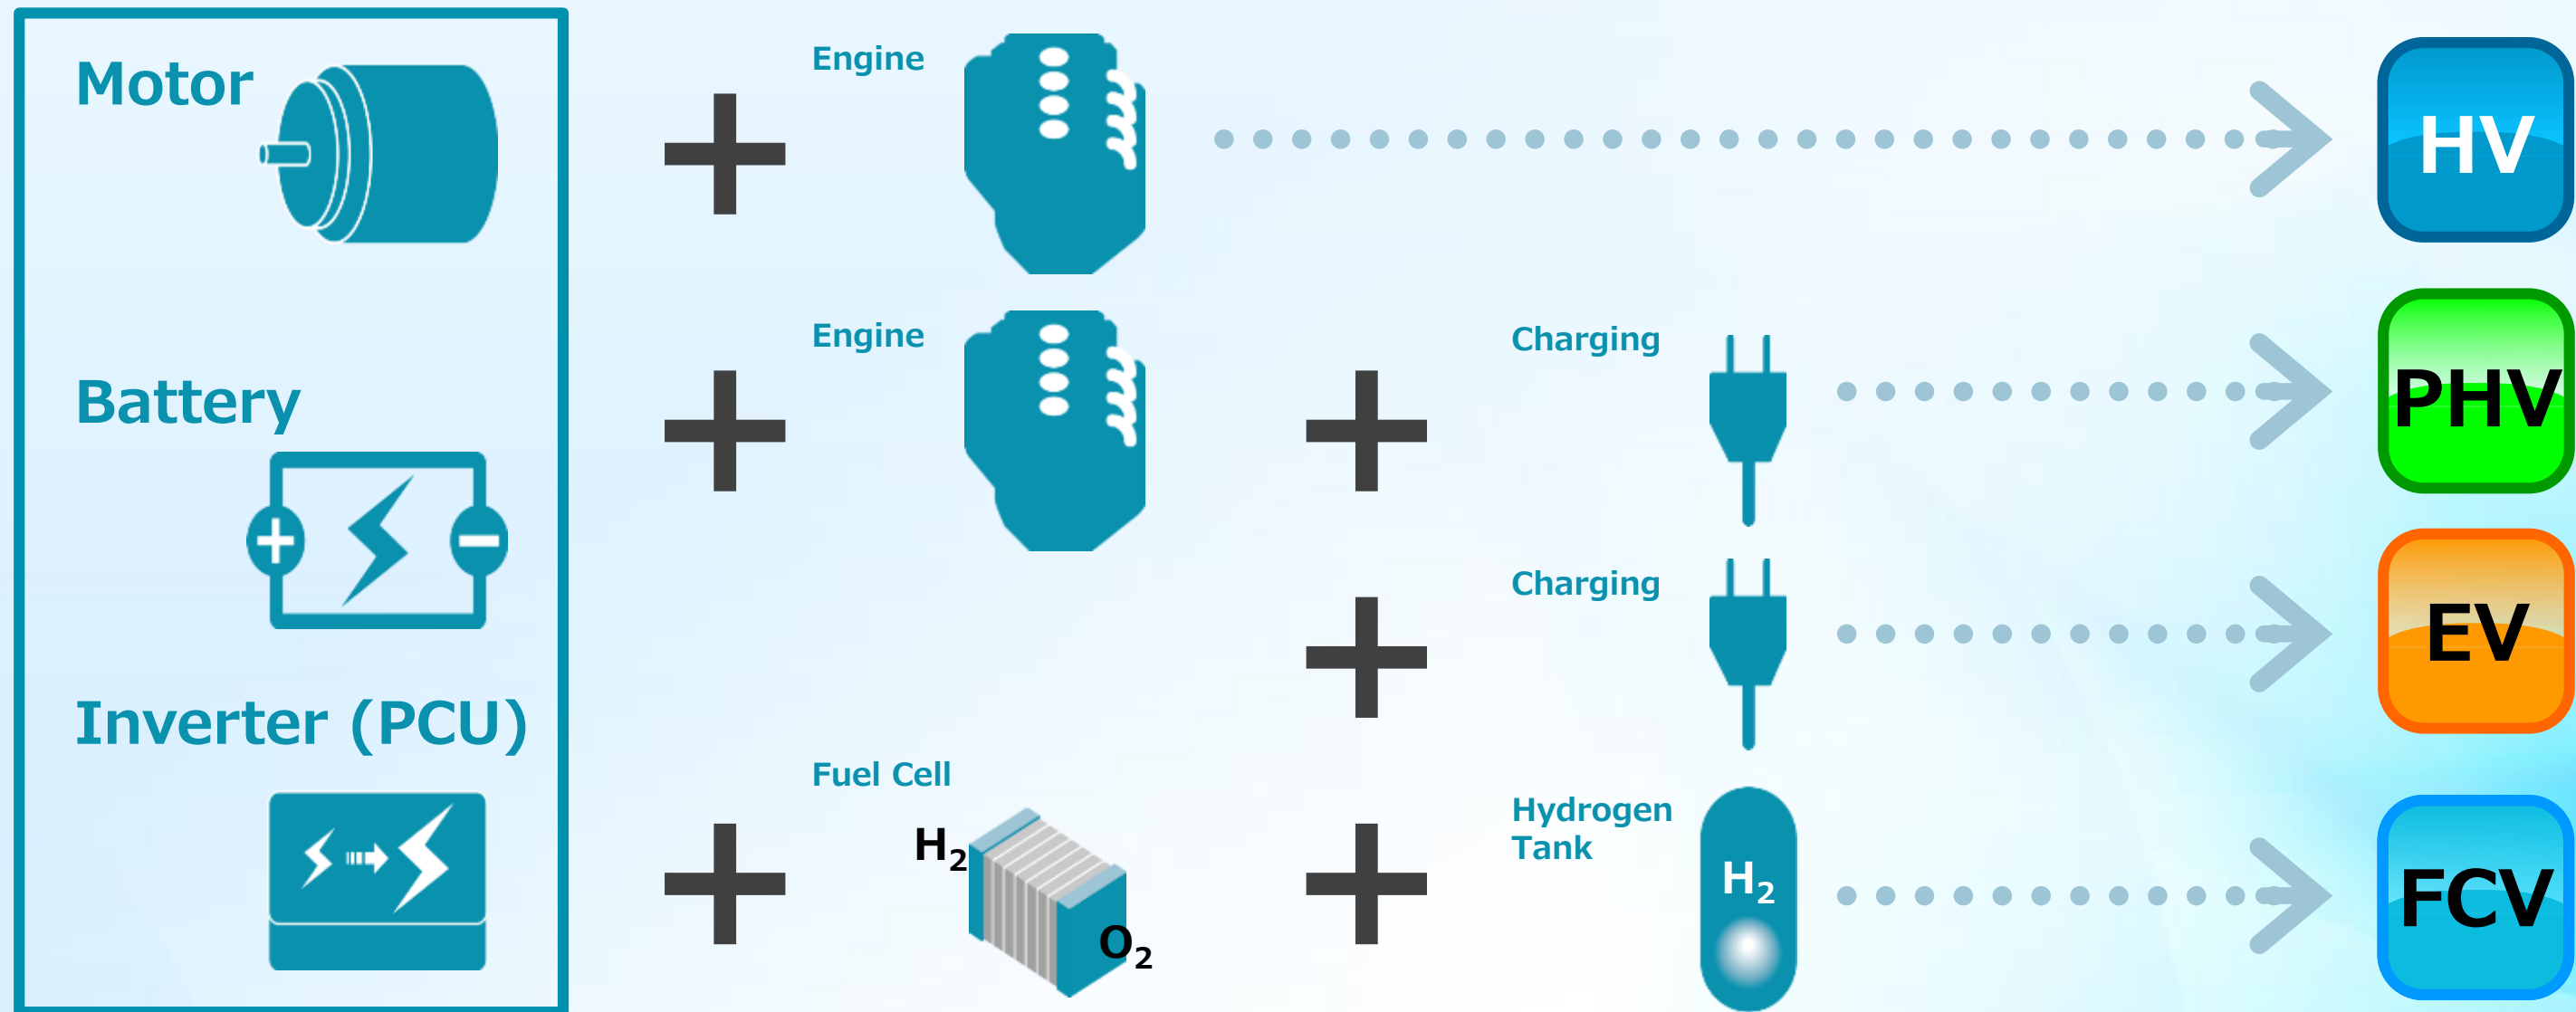 Motor
Battery
Inverter (PCU)
Engine
HV
Engine
Charging
PHV
Charging
EV
Fuel Cell
H₂
O₂
Hydrogen
Tank
H₂
FCV